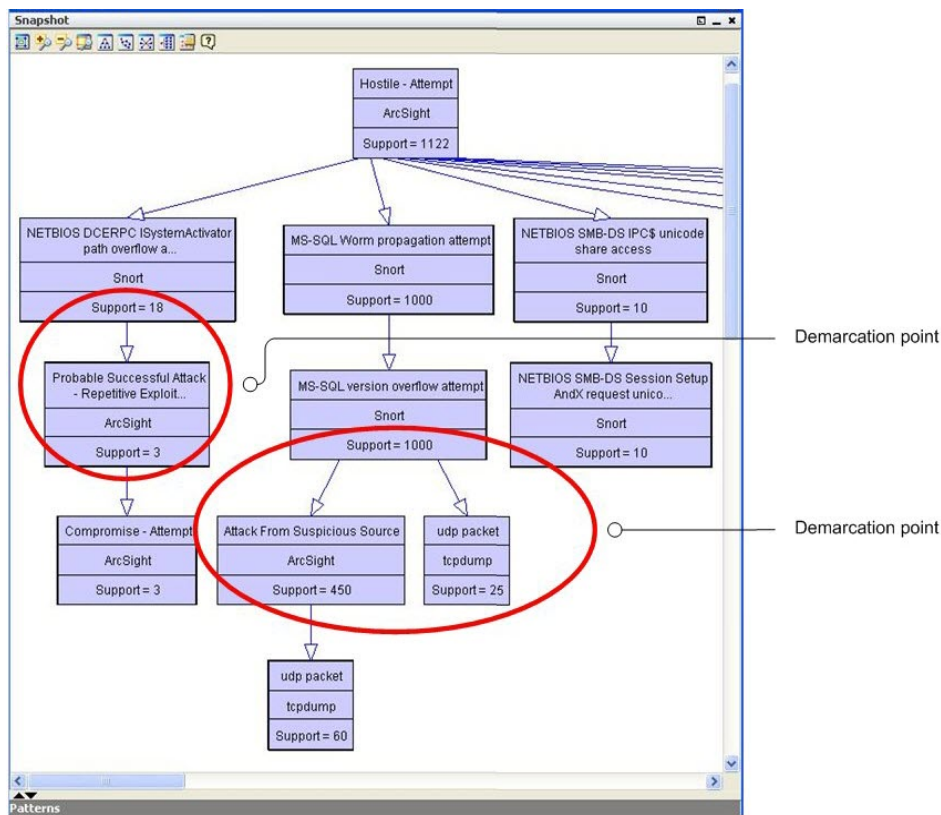 Snapshot
Hostile - Attempt
ArcSight
Support = 1122
NETBIOS DCERPC ISystemActivator
path overflow a...
Snort
Support = 18
MS-SQL Worm propagation attempt
Snort
Support = 1000
NETBIOS SMB-DS IPC$ unicode
share access
Snort
Support = 10
Demarcation point
Probable Successful Attack
- Repetitive Exploit...
ArcSight
Support = 3
MS-SQL version overflow attempt
Snort
Support = 1000
NETBIOS SMB-DS Session Setup
AndX request unico...
Snort
Support = 10
Compromise - Attempt
ArcSight
Support = 3
Attack From Suspicious Source
ArcSight
Support = 450
udp packet
tcpdump
Support = 25
Demarcation point
udp packet
tcpdump
Support = 60
Patterns